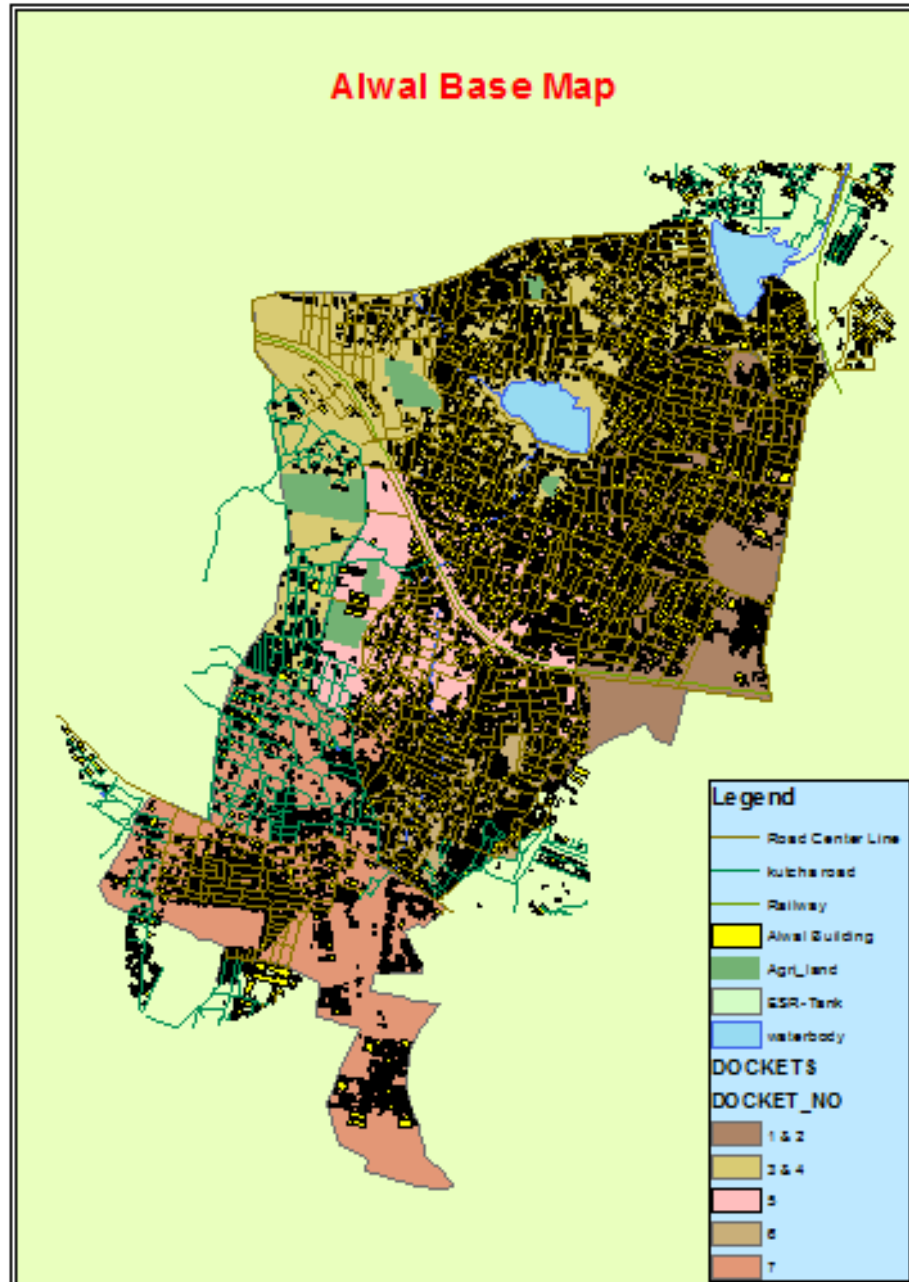 Alwal Base Map
Legend
Road Center Line
kutcha road
Railway
Alwal Building
Agri_land
ESR-Tank
waterbody
DOCKETS
DOCKET_NO
1 & 2
3 & 4
5
6
7